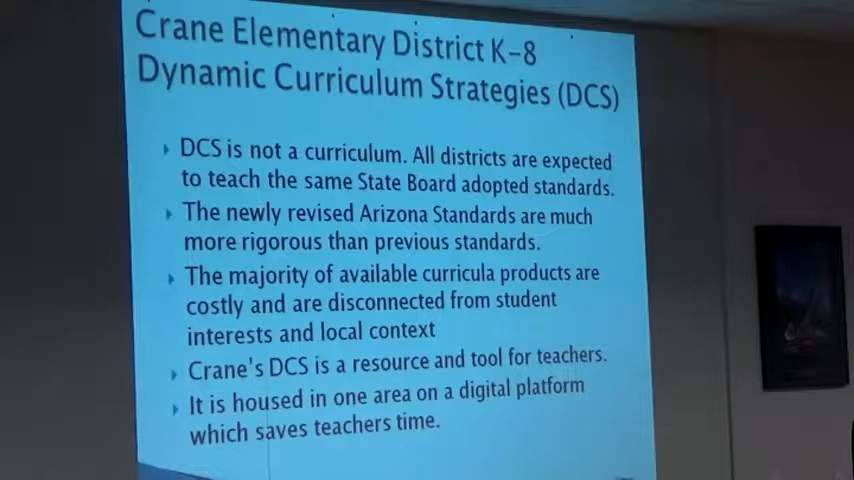 Crane Elementary District K-8
Dynamic Curriculum Strategies (DCS)
DCS is not a curriculum. All districts are expected
to teach the same State Board adopted standards.
The newly revised Arizona Standards are much
more rigorous than previous standards.
The majority of available curricula products are
costly and are disconnected from student
interests and local context
Crane's DCS is a resource and tool for teachers.
It is housed in one area on a digital platform
which saves teachers time.